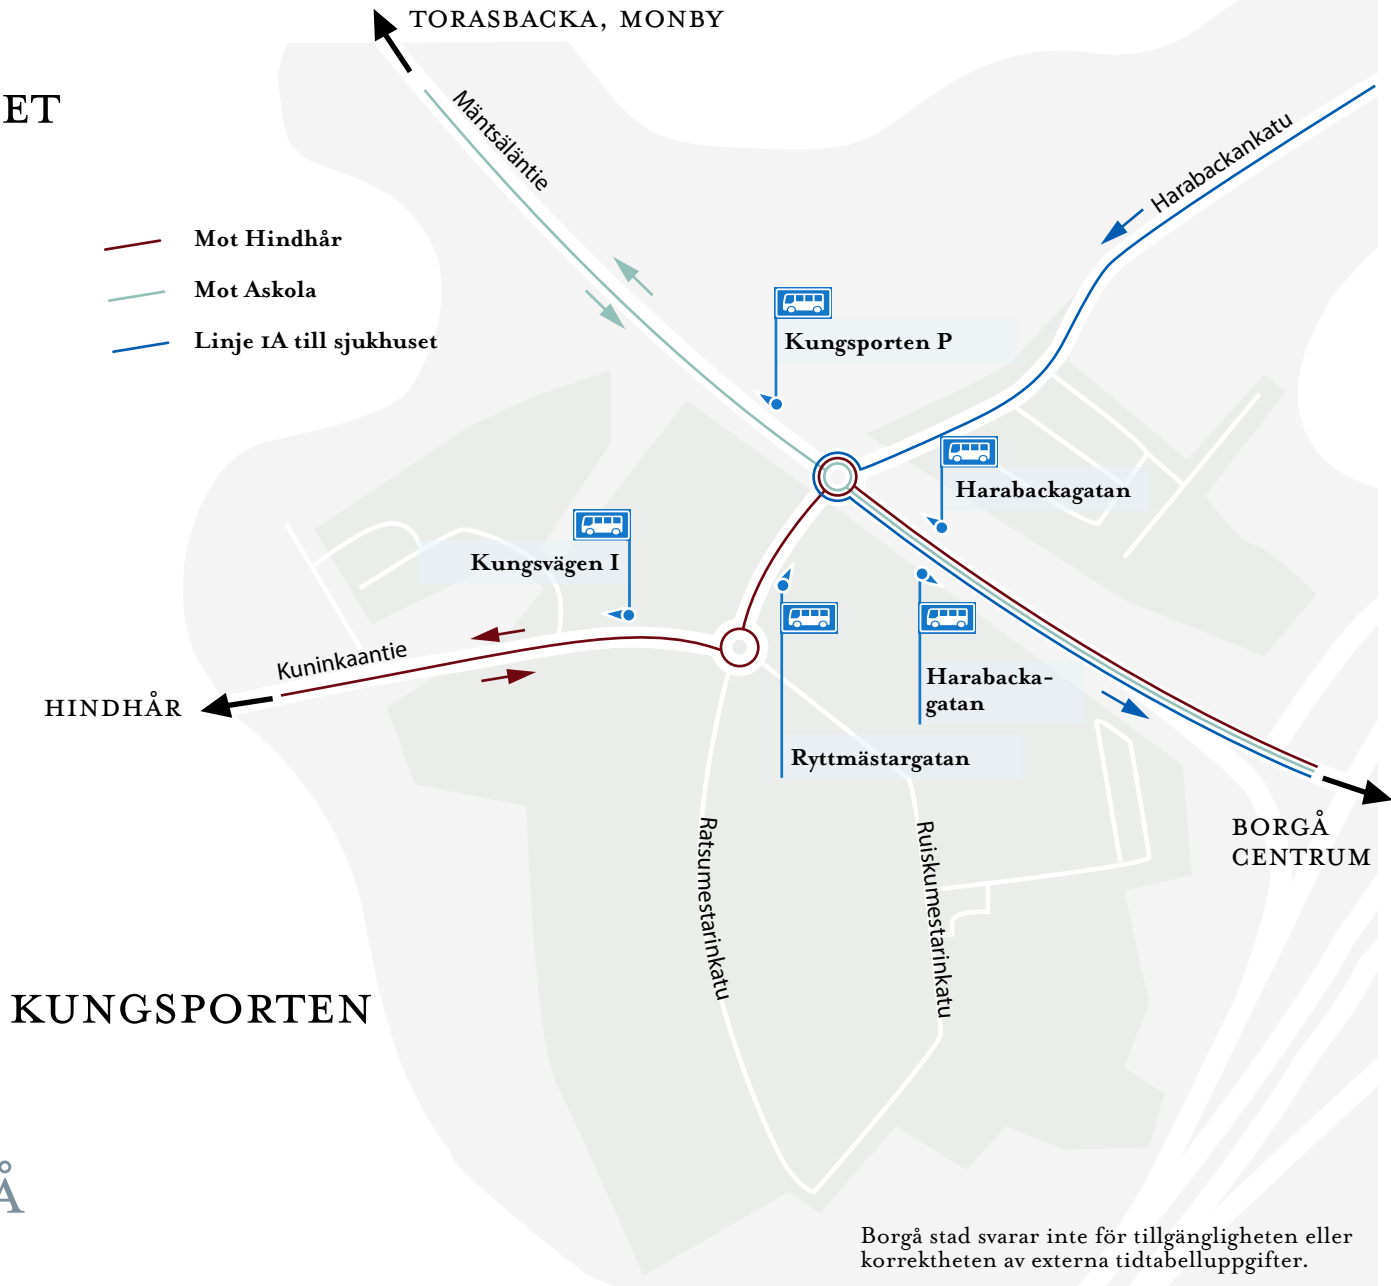 TORASBACKA, MONBY
ET
Mäntsäläntie
Harabackankatu
Mot Hindhår
Mot Askola
Linje 1A till sjukhuset
Kungsporten P
Harabackagatan
Kungsvägen I
Kuninkaantie
HINDHÅR
Harabacka-
gatan
Ryttmästargatan
Ratsumestarinkatu
Ruiskumestarinkatu
BORGÅ
CENTRUM
KUNGSPORTEN
Å
Borgå stad svarar inte för tillgängligheten eller
korrektheten av externa tidtabelluppgifter.